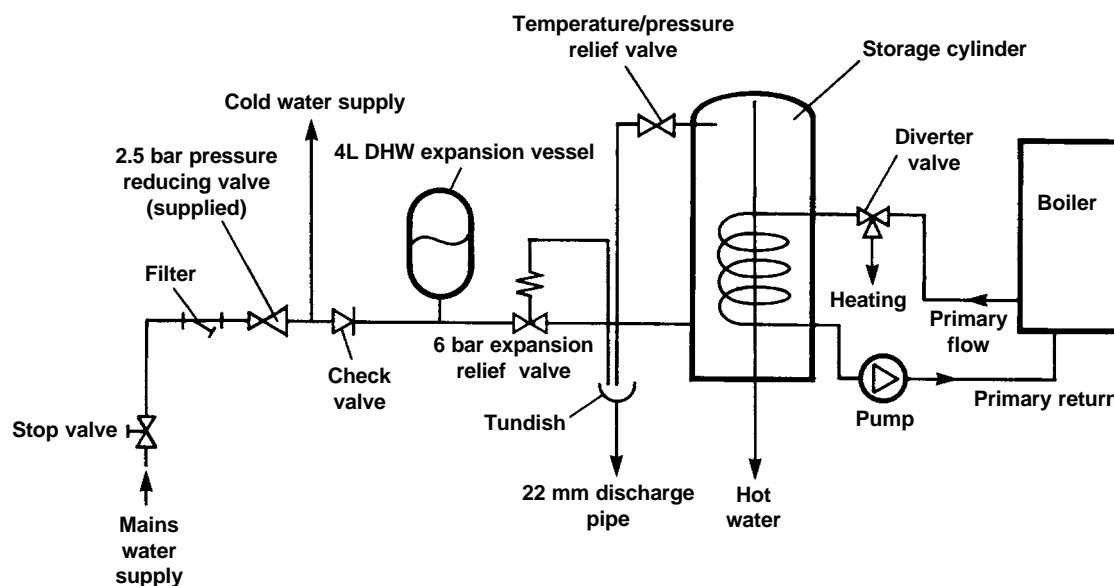 Temperature/pressure
relief valve
Storage cylinder
Cold water supply
Diverter
valve
2.5 bar pressure
reducing valve
(supplied)
4L DHW expansion vessel
Boiler
Filter
Heating
Primary
flow
6 bar expansion
relief valve
Check
valve
Primary return
Pump
Tundish
Stop valve
22 mm discharge
pipe
Hot
water
Mains
water
supply